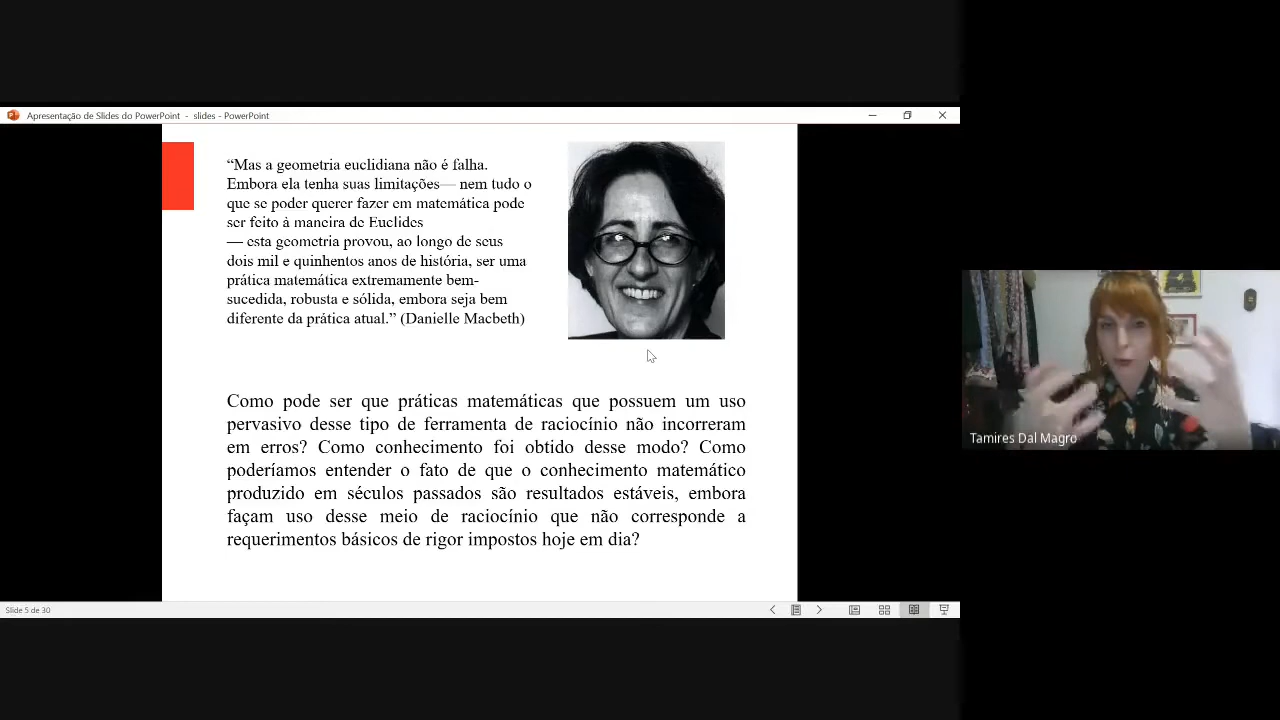 Apresentação de Slides do PowerPoint - slides - PowerPoint
“Mas a geometria euclidiana não é falha.
Embora ela tenha suas limitações— nem tudo o
que se poder querer fazer em matemática pode
ser feito à maneira de Euclides
— esta geometria provou, ao longo de seus
dois mil e quinhentos anos de história, ser uma
prática matemática extremamente bem-
sucedida, robusta e sólida, embora seja bem
diferente da prática atual.” (Danielle Macbeth)
Como pode ser que práticas matemáticas que possuem um uso
pervasivo desse tipo de ferramenta de raciocínio não incorreram
em erros? Como conhecimento foi obtido desse modo? Como
poderíamos entender o fato de que o conhecimento matemático
produzido em séculos passados são resultados estáveis, embora
façam uso desse meio de raciocínio que não corresponde a
requerimentos básicos de rigor impostos hoje em dia?
Tamires Dal Magro
Slide 5 de 30